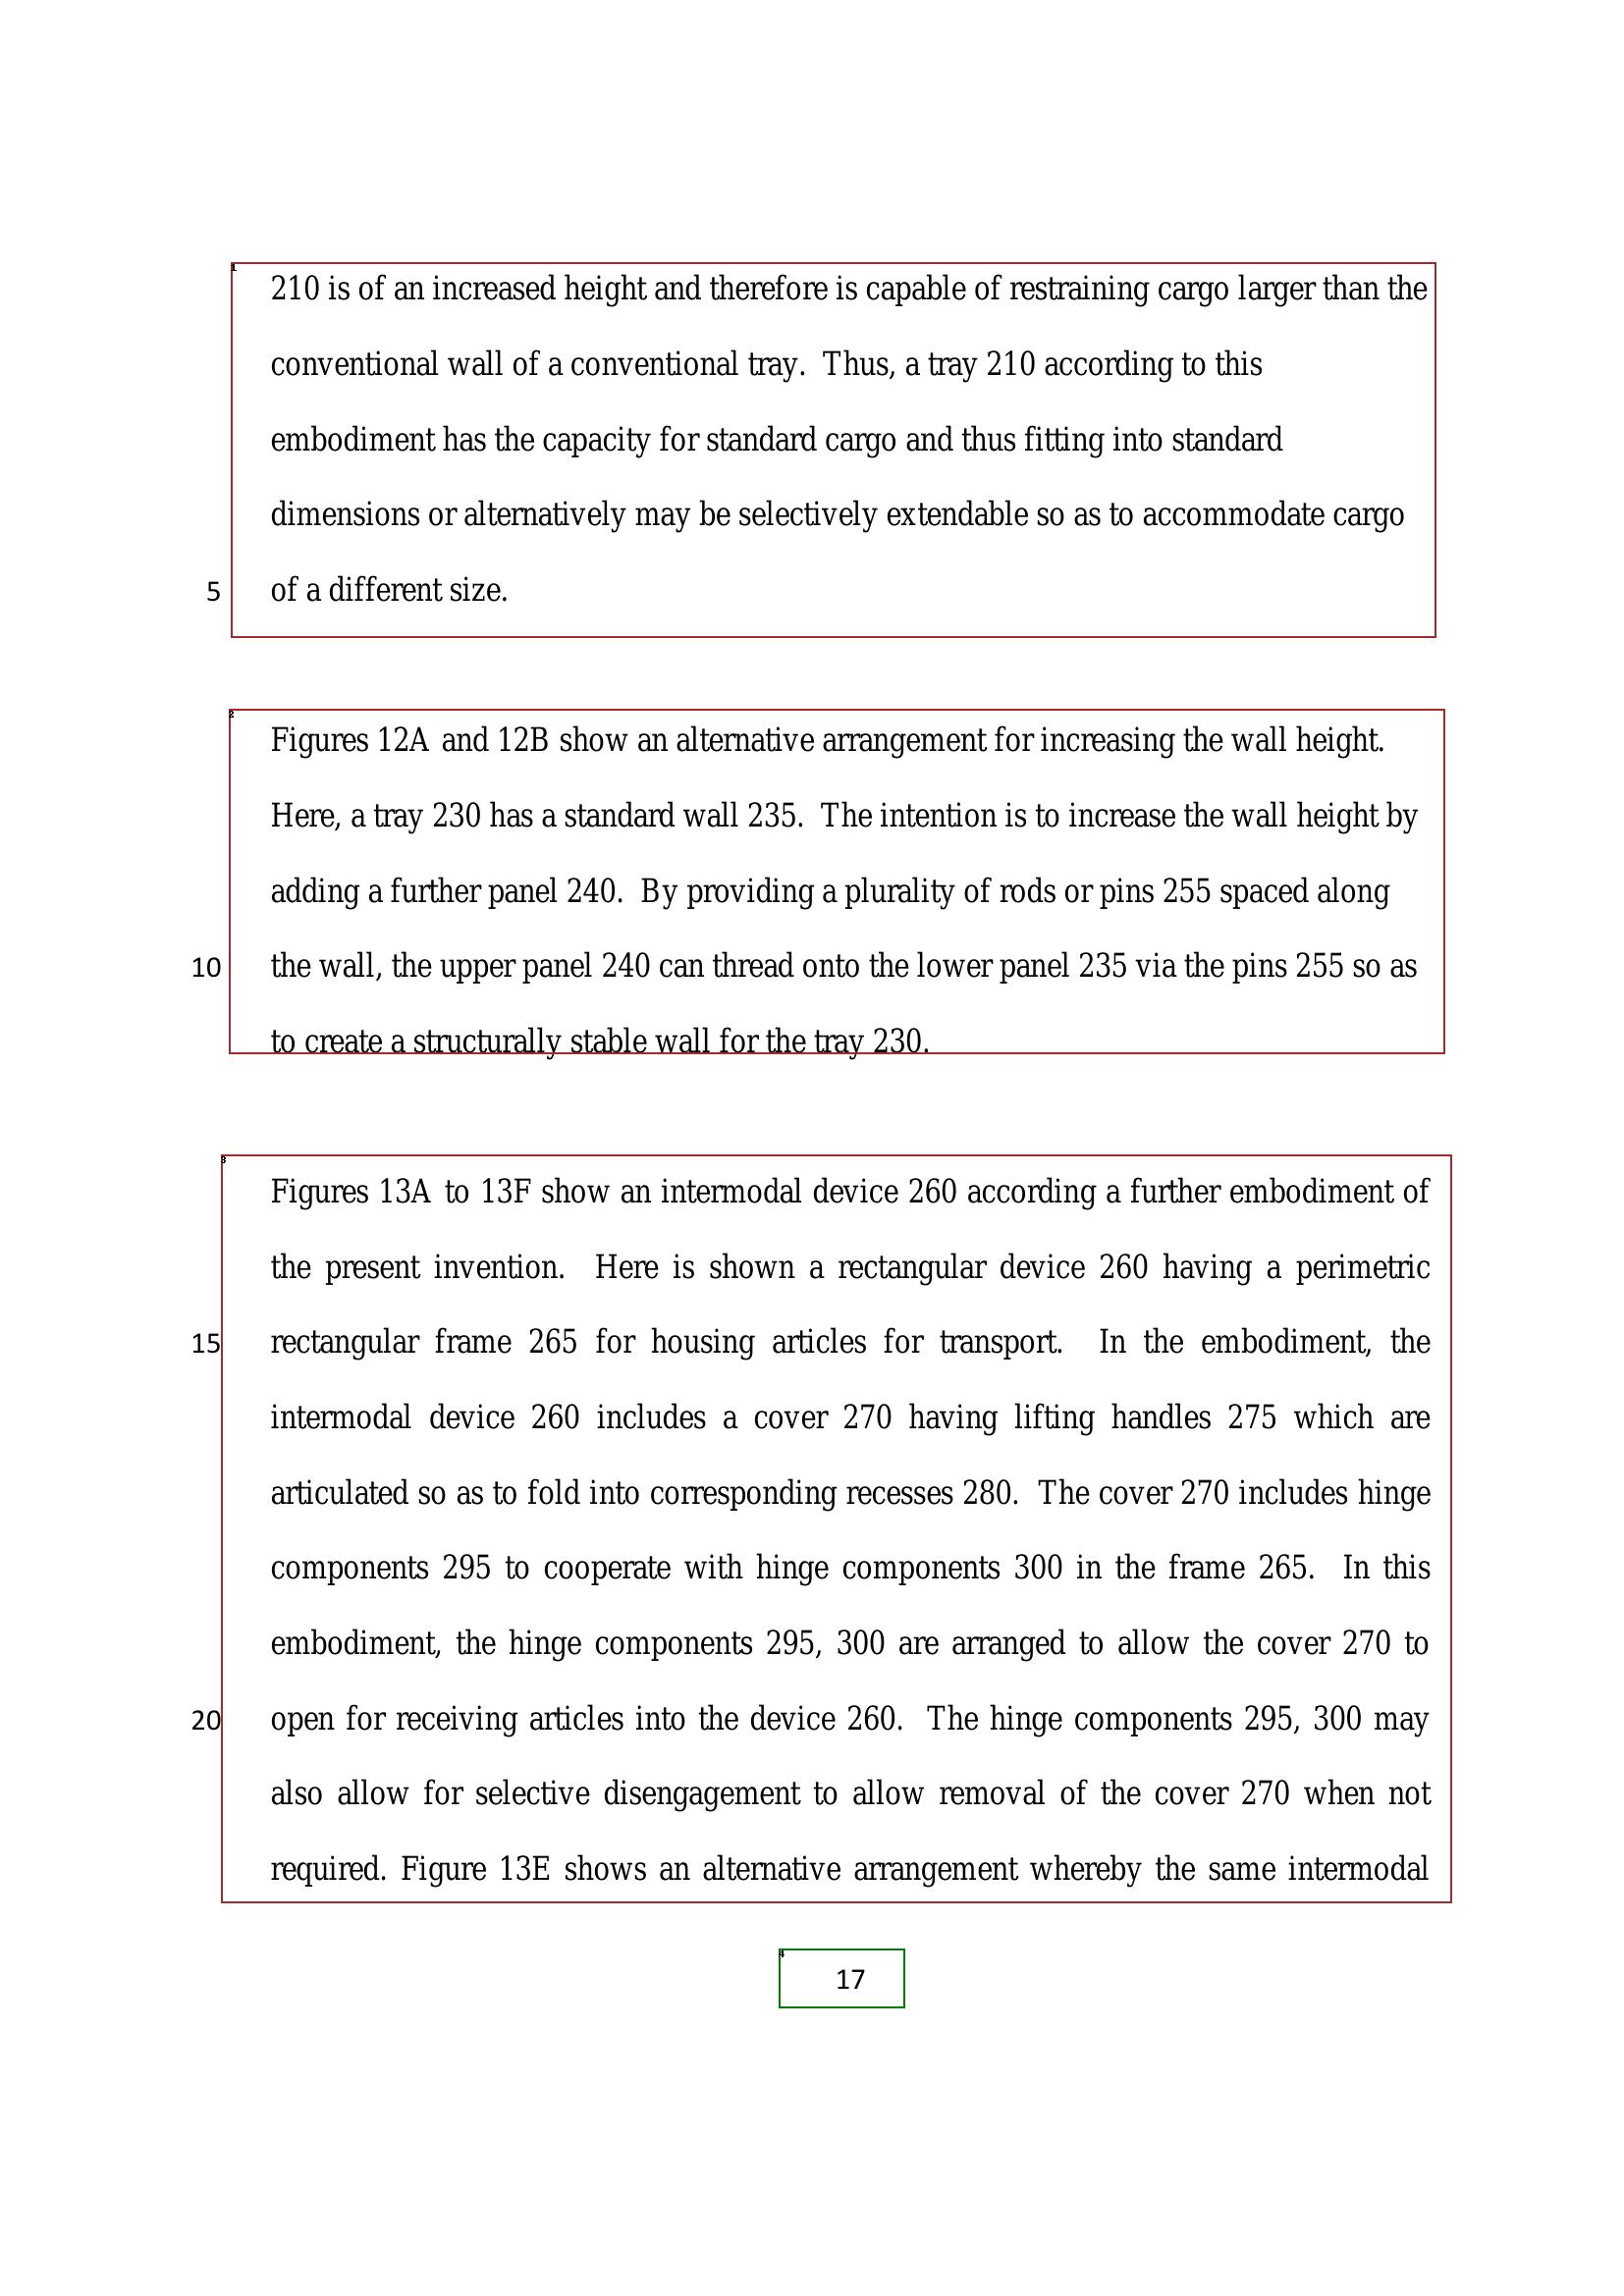 210 is of an increased height and therefore is capable of restraining cargo larger than the
conventional wall of a conventional tray.  Thus, a tray 210 according to this
embodiment has the capacity for standard cargo and thus fitting into standard
dimensions or alternatively may be selectively extendable so as to accommodate cargo
5 of a different size.
Figures 12A and 12B show an alternative arrangement for increasing the wall height.
Here, a tray 230 has a standard wall 235.  The intention is to increase the wall height by
adding a further panel 240.  By providing a plurality of rods or pins 255 spaced along
10 the wall, the upper panel 240 can thread onto the lower panel 235 via the pins 255 so as
to create a structurally stable wall for the tray 230.
Figures 13A to 13F show an intermodal device 260 according a further embodiment of
the present invention.  Here is shown a rectangular device 260 having a perimetric
15 rectangular frame 265 for housing articles for transport.  In the embodiment, the
intermodal device 260 includes a cover 270 having lifting handles 275 which are
articulated so as to fold into corresponding recesses 280.  The cover 270 includes hinge
components 295 to cooperate with hinge components 300 in the frame 265.  In this
embodiment, the hinge components 295, 300 are arranged to allow the cover 270 to
20 open for receiving articles into the device 260.  The hinge components 295, 300 may
also allow for selective disengagement to allow removal of the cover 270 when not
required. Figure 13E shows an alternative arrangement whereby the same intermodal
17